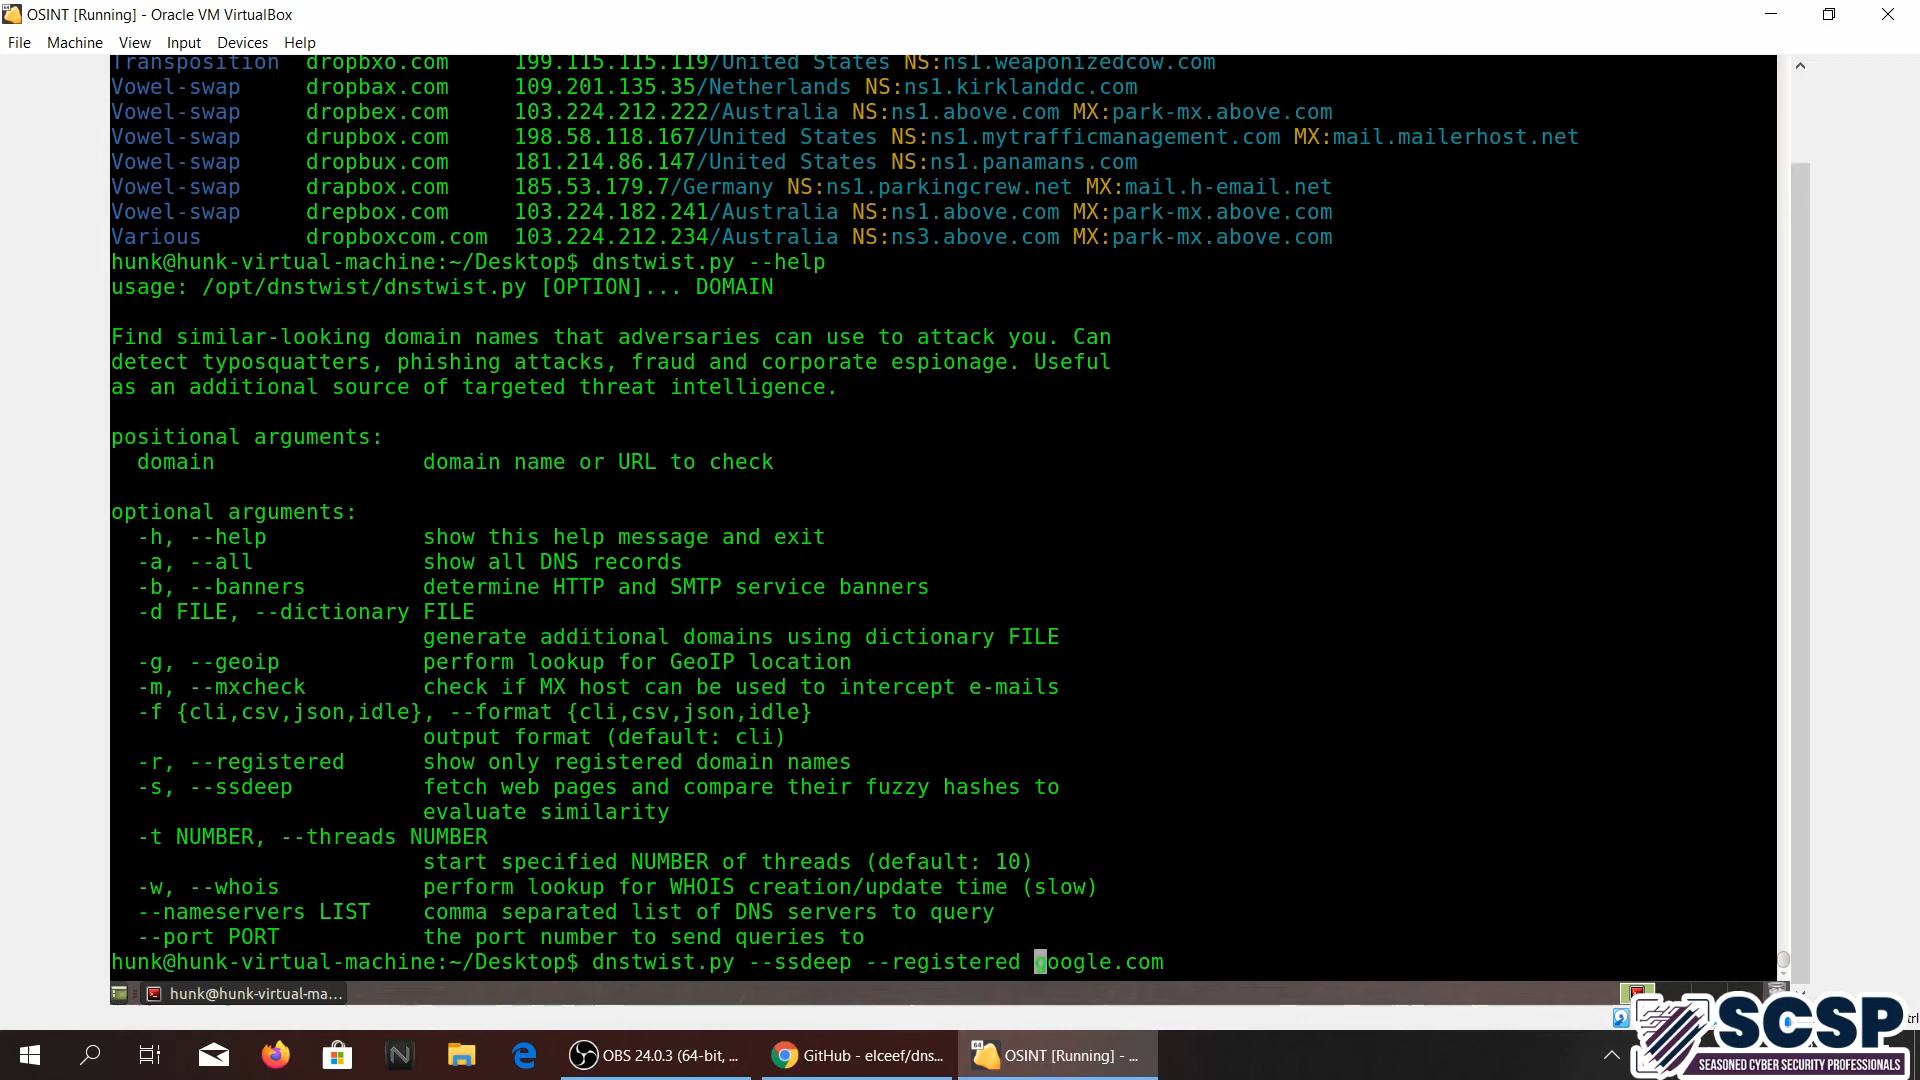 OSINT [Running] - Oracle VM VirtualBox
File Machine View Input Devices Help
Transposition dropbxo.com 199.115.115.119/United States NS:ns1.weaponizedcow.com
Vowel-swap dropbax.com 109.201.135.35/Netherlands NS:ns1.kirklanddc.com
Vowel-swap dropbex.com 103.224.212.222/Australia NS:ns1.above.com MX:park-mx.above.com
Vowel-swap drupbox.com 198.58.118.167/United States NS:ns1.mytrafficmanagement.com MX:mail.mailerhost.net
Vowel-swap dropbux.com 181.214.86.147/United States NS:ns1.panamans.com
Vowel-swap drapbox.com 185.53.179.7/Germany NS:ns1.parkingcrew.net MX:mail.h-email.net
Vowel-swap drepbox.com 103.224.182.241/Australia NS:ns1.above.com MX:park-mx.above.com
Various dropboxcom.com 103.224.212.234/Australia NS:ns3.above.com MX:park-mx.above.com
hunk@hunk-virtual-machine:~/Desktop$ dnstwist.py --help
usage: /opt/dnstwist/dnstwist.py [OPTION]... DOMAIN
Find similar-looking domain names that adversaries can use to attack you. Can
detect typosquatters, phishing attacks, fraud and corporate espionage. Useful
as an additional source of targeted threat intelligence.
positional arguments:
domain domain name or URL to check
optional arguments:
-h, --help show this help message and exit
-a, --all show all DNS records
-b, --banners determine HTTP and SMTP service banners
-d FILE, --dictionary FILE
generate additional domains using dictionary FILE
-g, --geoip perform lookup for GeoIP location
-m, --mxcheck check if MX host can be used to intercept e-mails
-f {cli,csv,json,idle}, --format {cli,csv,json,idle}
output format (default: cli)
-r, --registered show only registered domain names
-s, --ssdeep fetch web pages and compare their fuzzy hashes to
evaluate similarity
-t NUMBER, --threads NUMBER
start specified NUMBER of threads (default: 10)
-w, --whois perform lookup for WHOIS creation/update time (slow)
--nameservers LIST comma separated list of DNS servers to query
--port PORT the port number to send queries to
hunk@hunk-virtual-machine:~/Desktop$ dnstwist.py --ssdeep --registered google.com
hunk@hunk-virtual-ma...
SCSP
SEASONED CYBER SECURITY PROFESSIONALS
OBS 24.0.3 (64-bit, ...
GitHub - elceef/dns...
OSINT [Running] - ...